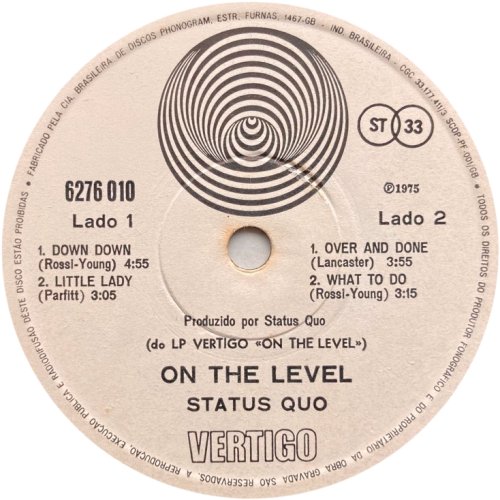 • FABRICADO PELA CIA. BRASILEIRA DE DISCOS PHONOGRAM, ESTR. FURNAS, 1467-GB - IND. BRASILEIRA - CGC 33.177.411/3 SCDP-PF-001/GB •
ST 33
6276 010
℗1975
Lado 1
Lado 2
1. DOWN DOWN
(Rossi-Young) 4:55
2. LITTLE LADY
(Parfitt) 3:05
1. OVER AND DONE
(Lancaster) 3:55
2. WHAT TO DO
(Rossi-Young) 3:15
Produzido por Status Quo
(do LP VERTIGO «ON THE LEVEL»)
ON THE LEVEL
STATUS QUO
VERTIGO
TODOS OS DIREITOS DO PRODUTOR FONOGRÁFICO E DO PROPRIETÁRIO DA OBRA GRAVADA SÃO RESERVADOS. A REPRODUÇÃO, EXECUÇÃO PÚBLICA E RADIODIFUSÃO DESTE DISCO ESTÃO PROIBIDAS